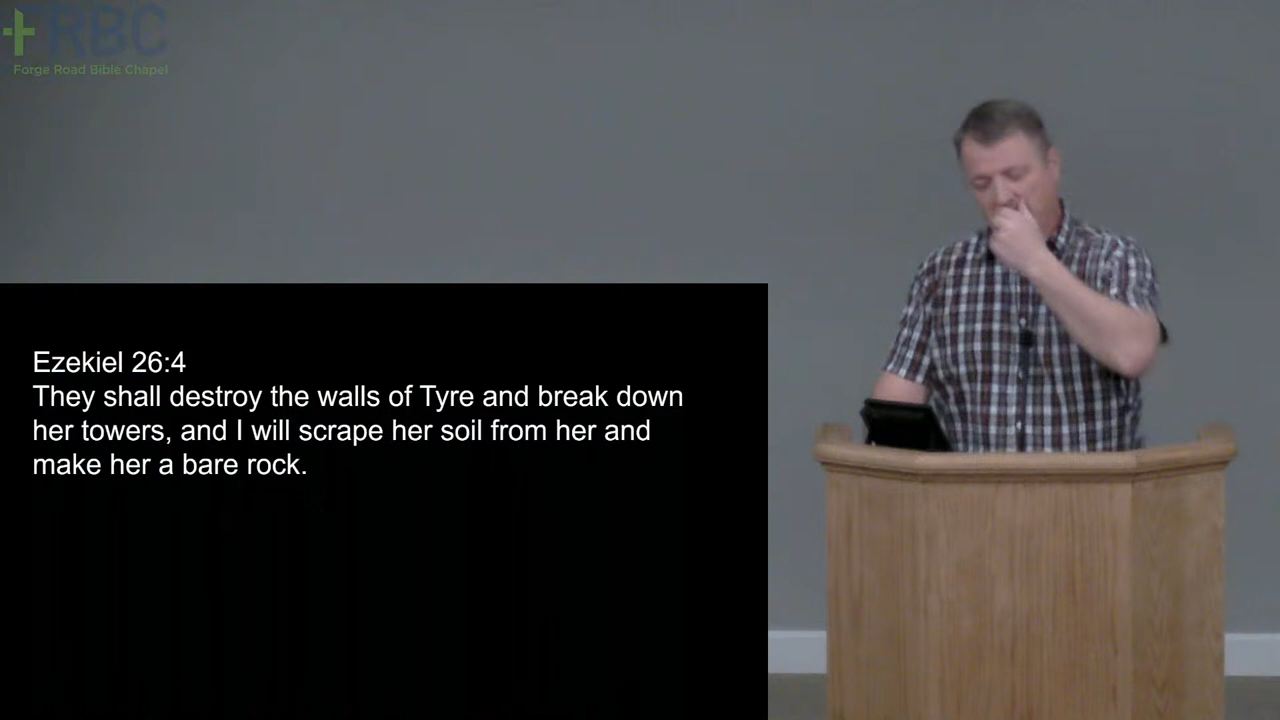 FRBC
Forge Road Bible Chapel
Ezekiel 26:4
They shall destroy the walls of Tyre and break down
her towers, and I will scrape her soil from her and
make her a bare rock.